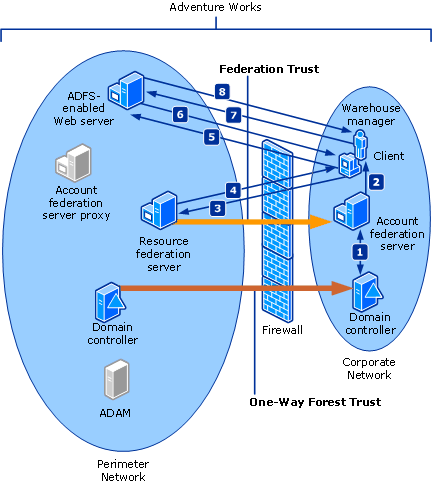 Adventure Works
Federation Trust
ADFS-
enabled
Web server
8
6
7
5
Warehouse
manager
Client
Account
federation
server proxy
4
3
2
Resource
federation
server
Account
federation
server
1
Domain
controller
Firewall
Domain
controller
Corporate
Network
ADAM
One-Way Forest Trust
Perimeter
Network